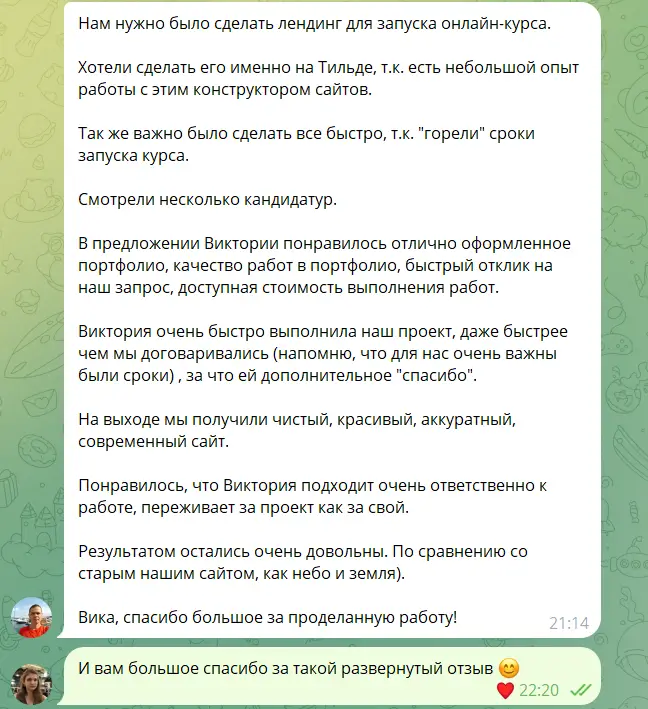 Нам нужно было сделать лендинг для запуска онлайн-курса.
Хотели сделать его именно на Тильде, т.к. есть небольшой опыт
работы с этим конструктором сайтов.
Так же важно было сделать все быстро, т.к. "горели" сроки
запуска курса.
Смотрели несколько кандидатур.
В предложении Виктории понравилось отлично оформленное
портфолио, качество работ в портфолио, быстрый отклик на
наш запрос, доступная стоимость выполнения работ.
Виктория очень быстро выполнила наш проект, даже быстрее
чем мы договаривались (напомню, что для нас очень важны
были сроки) , за что ей дополнительное "спасибо".
На выходе мы получили чистый, красивый, аккуратный,
современный сайт.
Понравилось, что Виктория подходит очень ответственно к
работе, переживает за проект как за свой.
Результатом остались очень довольны. По сравнению со
старым нашим сайтом, как небо и земля).
Вика, спасибо большое за проделанную работу!
21:14
И вам большое спасибо за такой развернутый отзыв 😊
❤️ 22:20